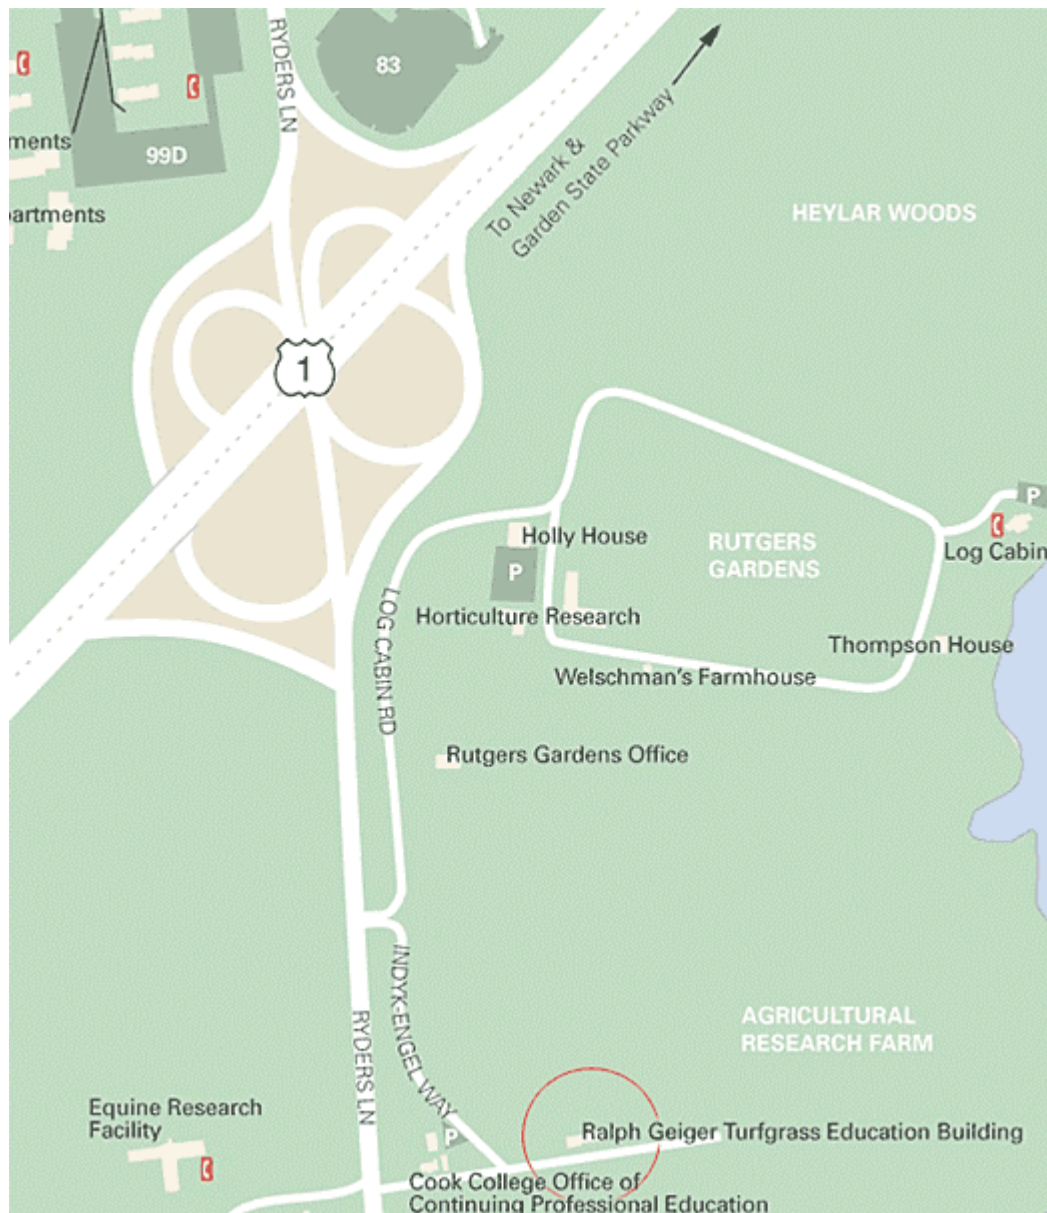 RYDERS LN
83
99D
ments
partments
To Newark &
Garden State Parkway
HEYLAR WOODS
1
P
Holly House
RUTGERS
GARDENS
Log Cabin
P
LOG CABIN RD
Horticulture Research
Thompson House
Welschman's Farmhouse
Rutgers Gardens Office
INDYK-ENGEL WAY
RYDERS LN
AGRICULTURAL
RESEARCH FARM
Equine Research
Facility
P
Ralph Geiger Turfgrass Education Building
Cook College Office of
Continuing Professional Education